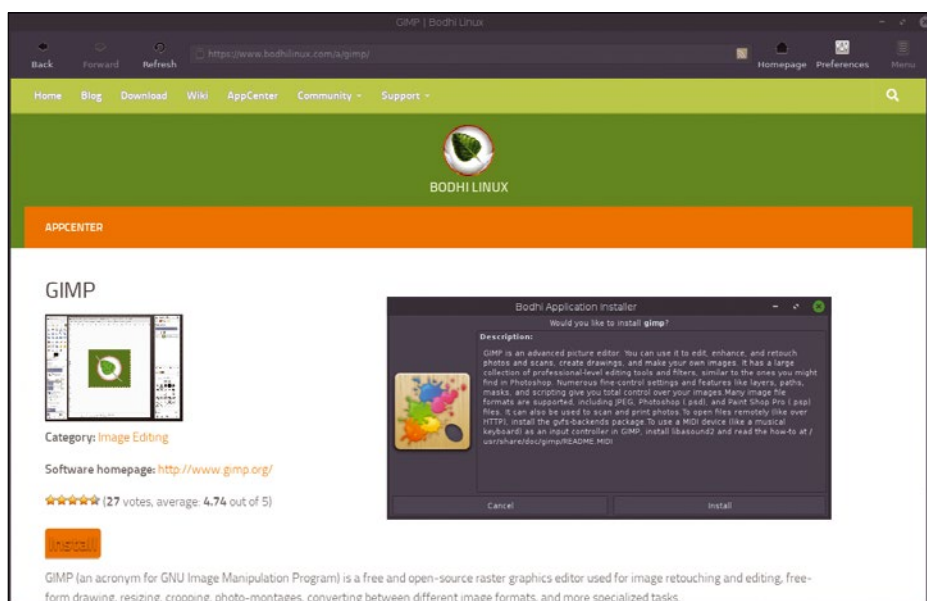 GIMP | Bodhi Linux
Back Forward Refresh https://www.bodhilinux.com/a/gimp/ Homepage Preferences Menu
Home Blog Download Wiki AppCenter Community Support
BODHI LINUX
APPCENTER
GIMP
Category: Image Editing
Software homepage: http://www.gimp.org/
(27 votes, average: 4.74 out of 5)
Install
Bodhi Application Installer
Would you like to install gimp?
Description:
GIMP is an advanced picture editor. You can use it to edit, enhance, and retouch
photos and scans, create drawings, and make your own images. It has a large
collection of professional-level editing tools and filters, similar to the ones you might
find in Photoshop. Numerous fine-control settings and features like layers, paths,
masks, and scripting give you total control over your images.Many image file
formats are supported, including JPEG, Photoshop (.psd), and Paint Shop Pro (.psp)
files. It can also be used to scan and print photos.To open files remotely (like over
HTTP), install the gvfs-backends package.To use a MIDI device (like a musical
keyboard) as an input controller in GIMP, install libasound2 and read the how-to at /
usr/share/doc/gimp/README.MIDI
Cancel Install
GIMP (an acronym for GNU Image Manipulation Program) is a free and open-source raster graphics editor used for image retouching and editing, free-
form drawing, resizing, cropping, photo-montages, converting between different image formats, and more specialized tasks.